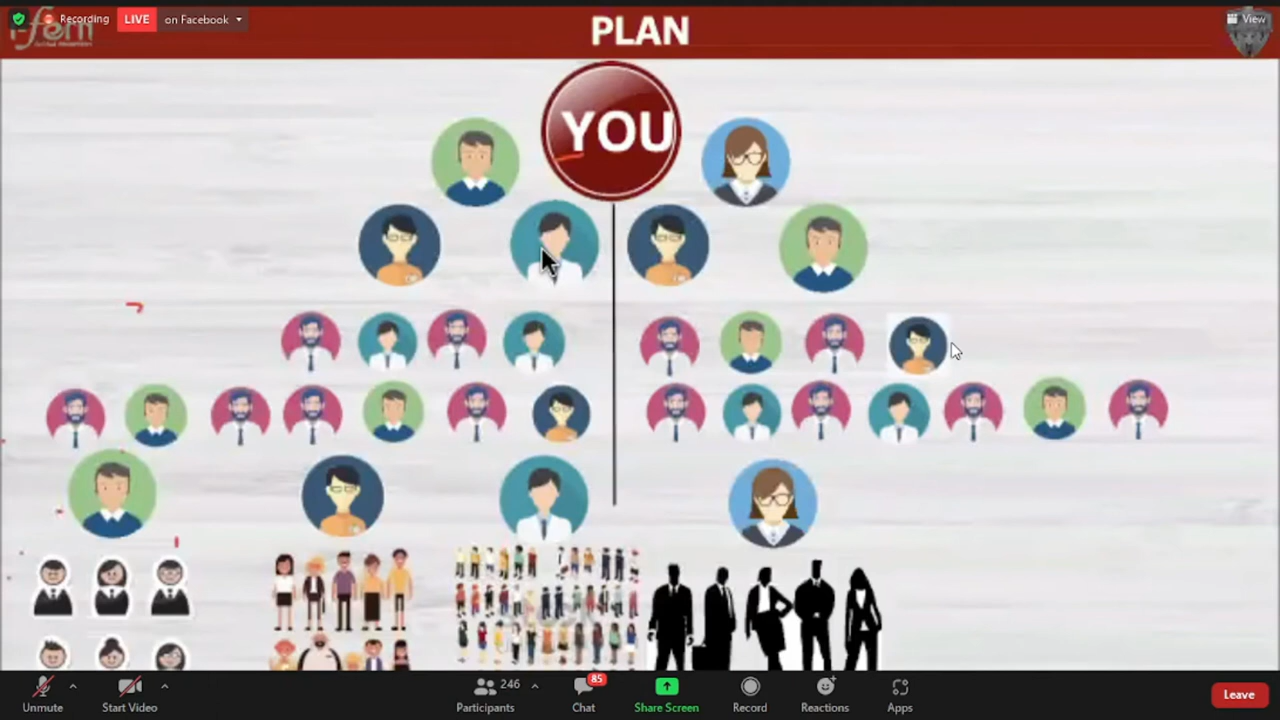 Recording LIVE on Facebook
i-fern
PLAN
View
YOU
246
85
Unmute
Start Video
Participants
Chat
Share Screen
Record
Reactions
Apps
Leave